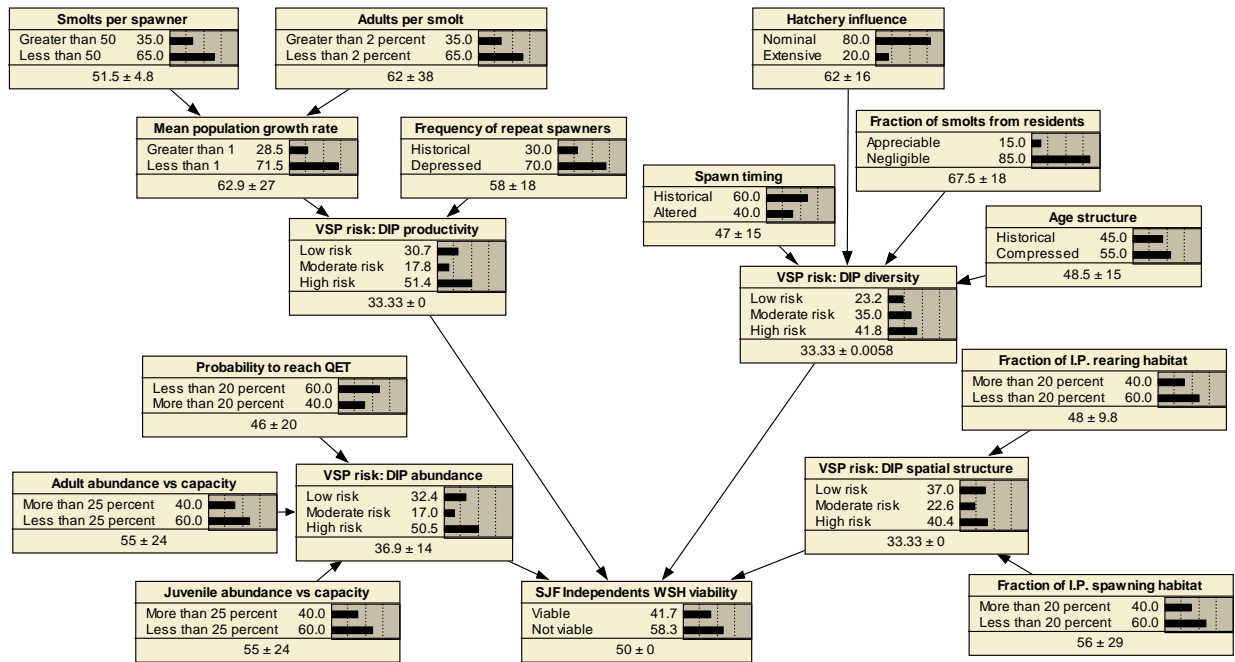 Smolts per spawner
Greater than 50 35.0
Less than 50 65.0
51.5 ± 4.8
Adults per smolt
Greater than 2 percent 35.0
Less than 2 percent 65.0
62 ± 38
Hatchery influence
Nominal 80.0
Extensive 20.0
62 ± 16
Mean population growth rate
Greater than 1 28.5
Less than 1 71.5
62.9 ± 27
Frequency of repeat spawners
Historical 30.0
Depressed 70.0
58 ± 18
Fraction of smolts from residents
Appreciable 15.0
Negligible 85.0
67.5 ± 18
Spawn timing
Historical 60.0
Altered 40.0
47 ± 15
Age structure
Historical 45.0
Compressed 55.0
48.5 ± 15
VSP risk: DIP productivity
Low risk 30.7
Moderate risk 17.8
High risk 51.4
33.33 ± 0
VSP risk: DIP diversity
Low risk 23.2
Moderate risk 35.0
High risk 41.8
33.33 ± 0.0058
Probability to reach QET
Less than 20 percent 60.0
More than 20 percent 40.0
46 ± 20
Fraction of I.P. rearing habitat
More than 20 percent 40.0
Less than 20 percent 60.0
48 ± 9.8
Adult abundance vs capacity
More than 25 percent 40.0
Less than 25 percent 60.0
55 ± 24
VSP risk: DIP abundance
Low risk 32.4
Moderate risk 17.0
High risk 50.5
36.9 ± 14
VSP risk: DIP spatial structure
Low risk 37.0
Moderate risk 22.6
High risk 40.4
33.33 ± 0
Juvenile abundance vs capacity
More than 25 percent 40.0
Less than 25 percent 60.0
55 ± 24
SJF Independents WSH viability
Viable 41.7
Not viable 58.3
50 ± 0
Fraction of I.P. spawning habitat
More than 20 percent 40.0
Less than 20 percent 60.0
56 ± 29